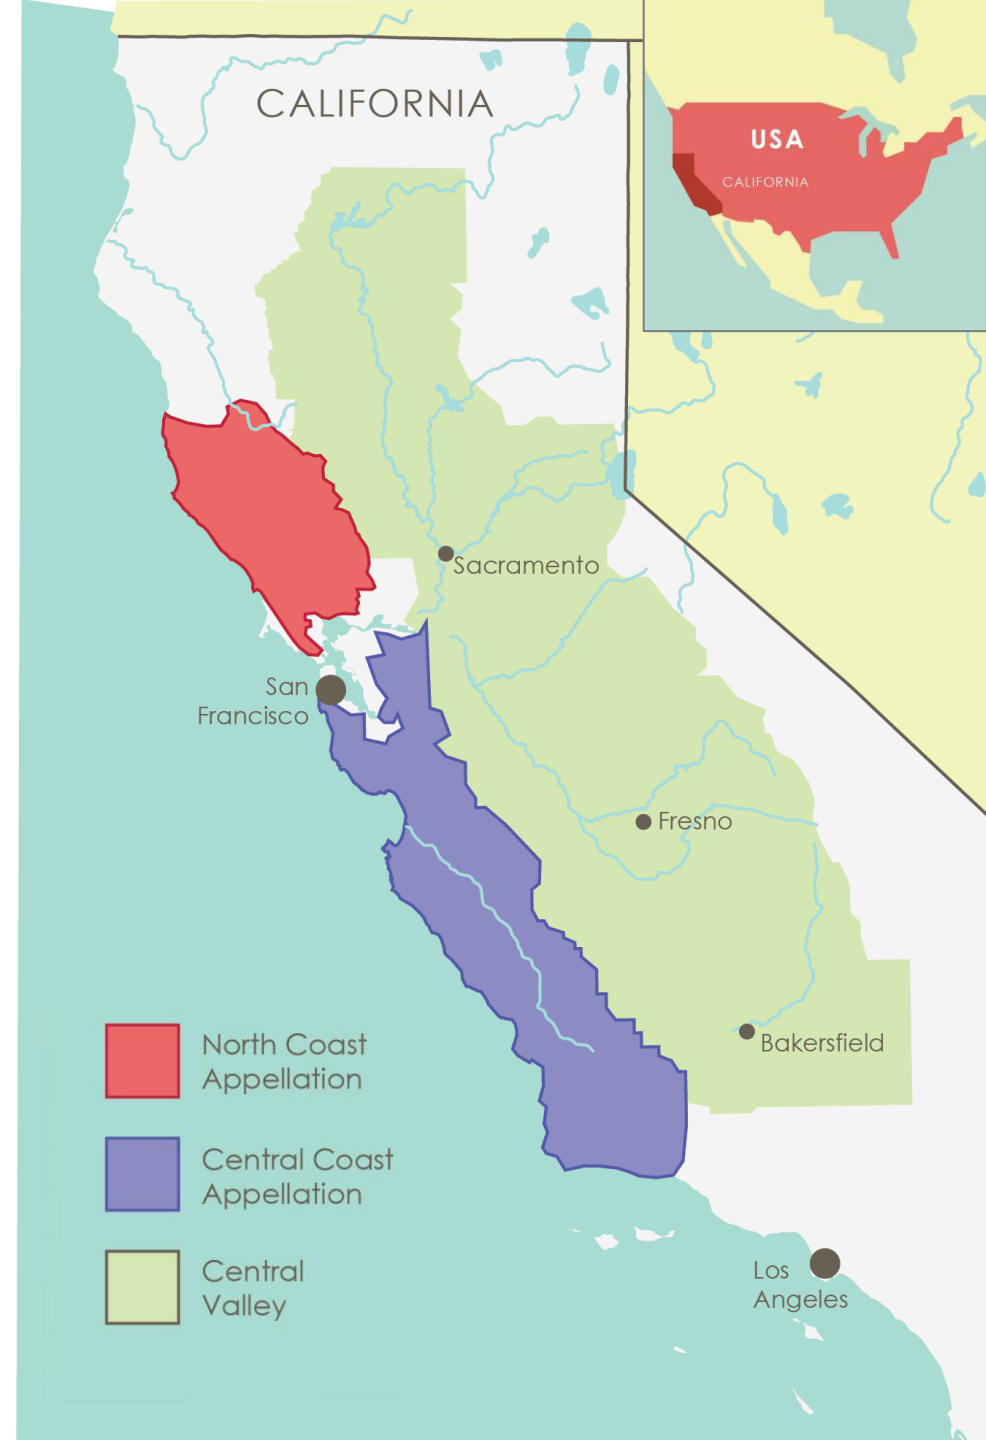 CALIFORNIA
USA
CALIFORNIA
Sacramento
San
Francisco
Fresno
Bakersfield
North Coast
Appellation
Central Coast
Appellation
Central
Valley
Los
Angeles